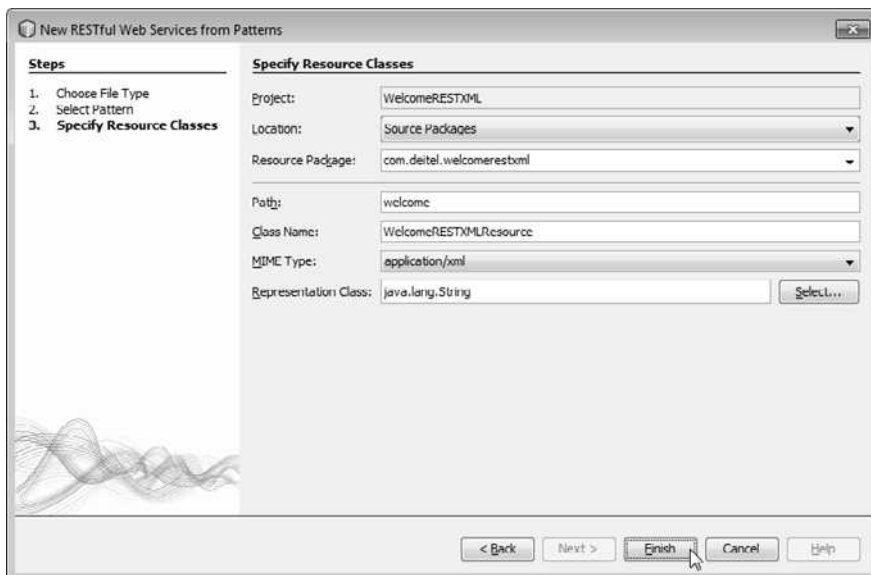 New RESTful Web Services from Patterns
Steps
1. Choose File Type
2. Select Pattern
3. Specify Resource Classes
Specify Resource Classes
Project: WelcomeRESTXML
Location: Source Packages
Resource Package: com.deitel.welcomerestxml
Path: welcome
Class Name: WelcomeRESTXMLResource
MIME Type: application/xml
Representation Class: java.lang.String Select...
< Back Next > Finish Cancel Help